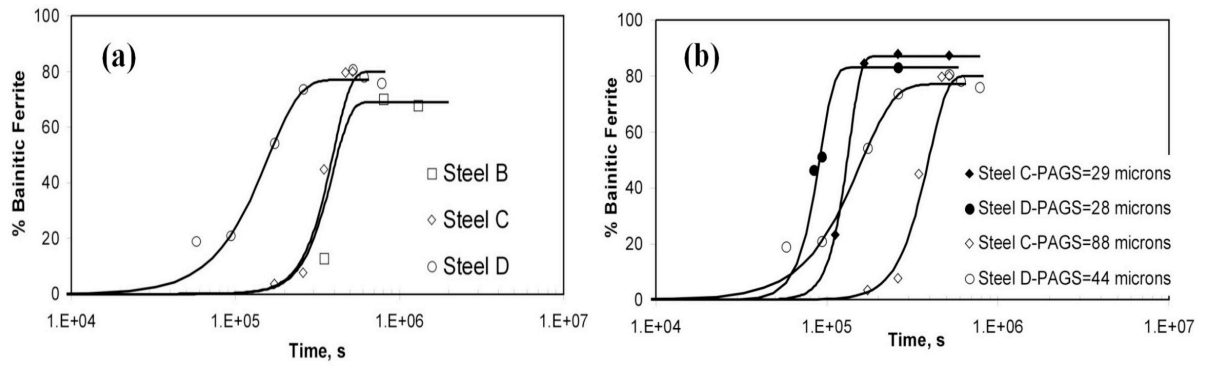 (a)
% Bainitic Ferrite
100
80
60
40
20
0
1.E+04
1.E+05
1.E+06
1.E+07
Time, s
Steel B
Steel C
Steel D
(b)
% Bainitic Ferrite
100
80
60
40
20
0
1.E+04
1.E+05
1.E+06
1.E+07
Time, s
Steel C-PAGS=29 microns
Steel D-PAGS=28 microns
Steel C-PAGS=88 microns
Steel D-PAGS=44 microns